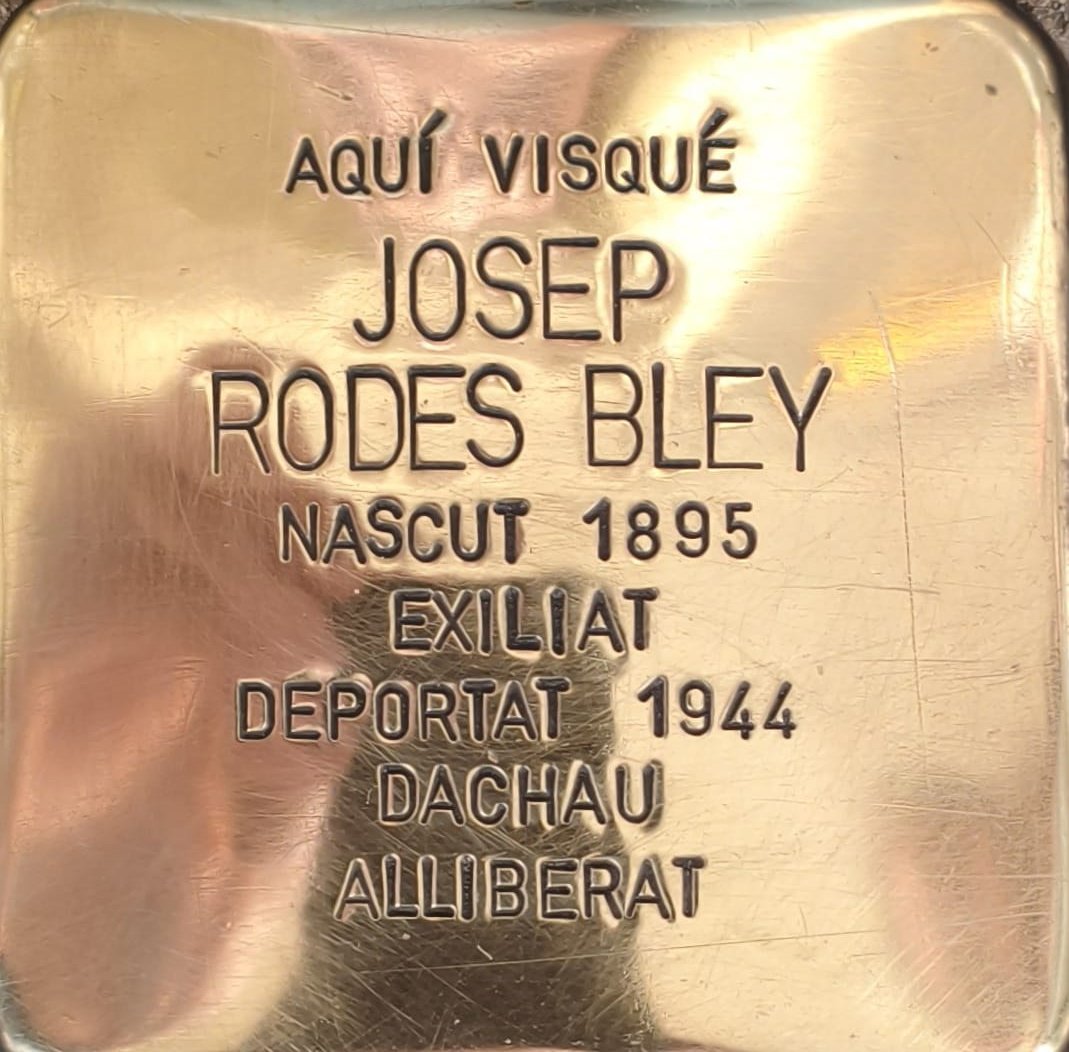 AQUÍ VISQUÉ
JOSEP
RODES BLEY
NASCUT 1895
EXILIAT
DEPORTAT 1944
DACHAU
ALLIBERAT